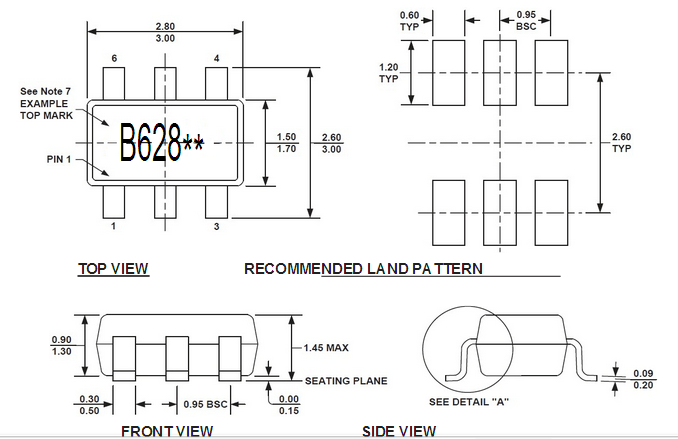 2.80
3.00
0.60
TYP
0.95
BSC
6
4
See Note 7
EXAMPLE
TOP MARK
B628**
PIN 1
1.50
1.70
2.60
3.00
1.20
TYP
2.60
TYP
1
3
TOP VIEW
RECOMMENDED LAND PATTERN
0.90
1.30
1.45 MAX
SEATING PLANE
0.30
0.50
0.95 BSC
0.00
0.15
SEE DETAIL "A"
0.09
0.20
FRONT VIEW
SIDE VIEW